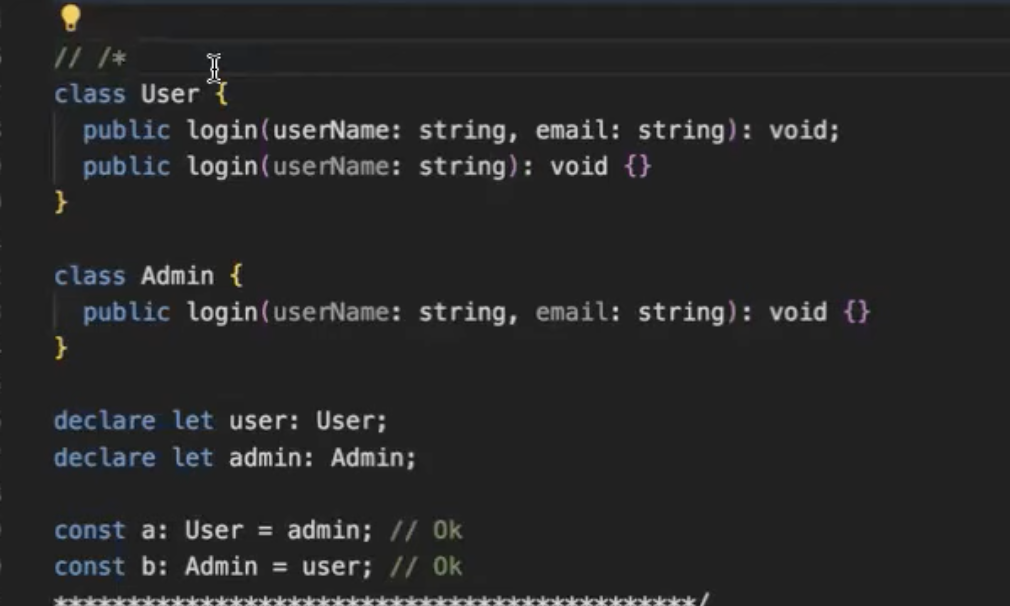 // /*
class User {
public login(userName: string, email: string): void;
public login(userName: string): void {}
}
class Admin {
public login(userName: string, email: string): void {}
}
declare let user: User;
declare let admin: Admin;
const a: User = admin; // Ok
const b: Admin = user; // Ok
********************************************/